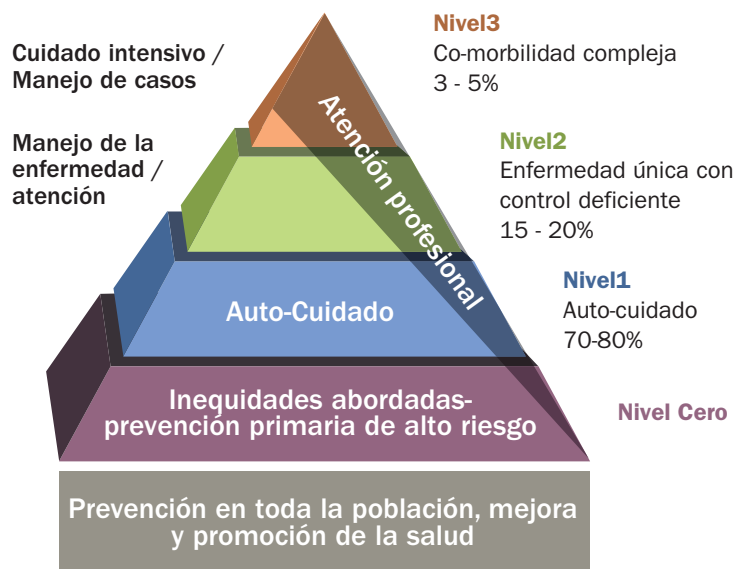 Nivel3
Co-morbilidad compleja
3 - 5%
Cuidado intensivo /
Manejo de casos
Nivel2
Enfermedad única con
control deficiente
15 - 20%
Manejo de la
enfermedad /
atención
Atención profesional
Nivel1
Auto-cuidado
70-80%
Auto-Cuidado
Inequidades abordadas-
prevención primaria de alto riesgo
Nivel Cero
Prevención en toda la población, mejora
y promoción de la salud